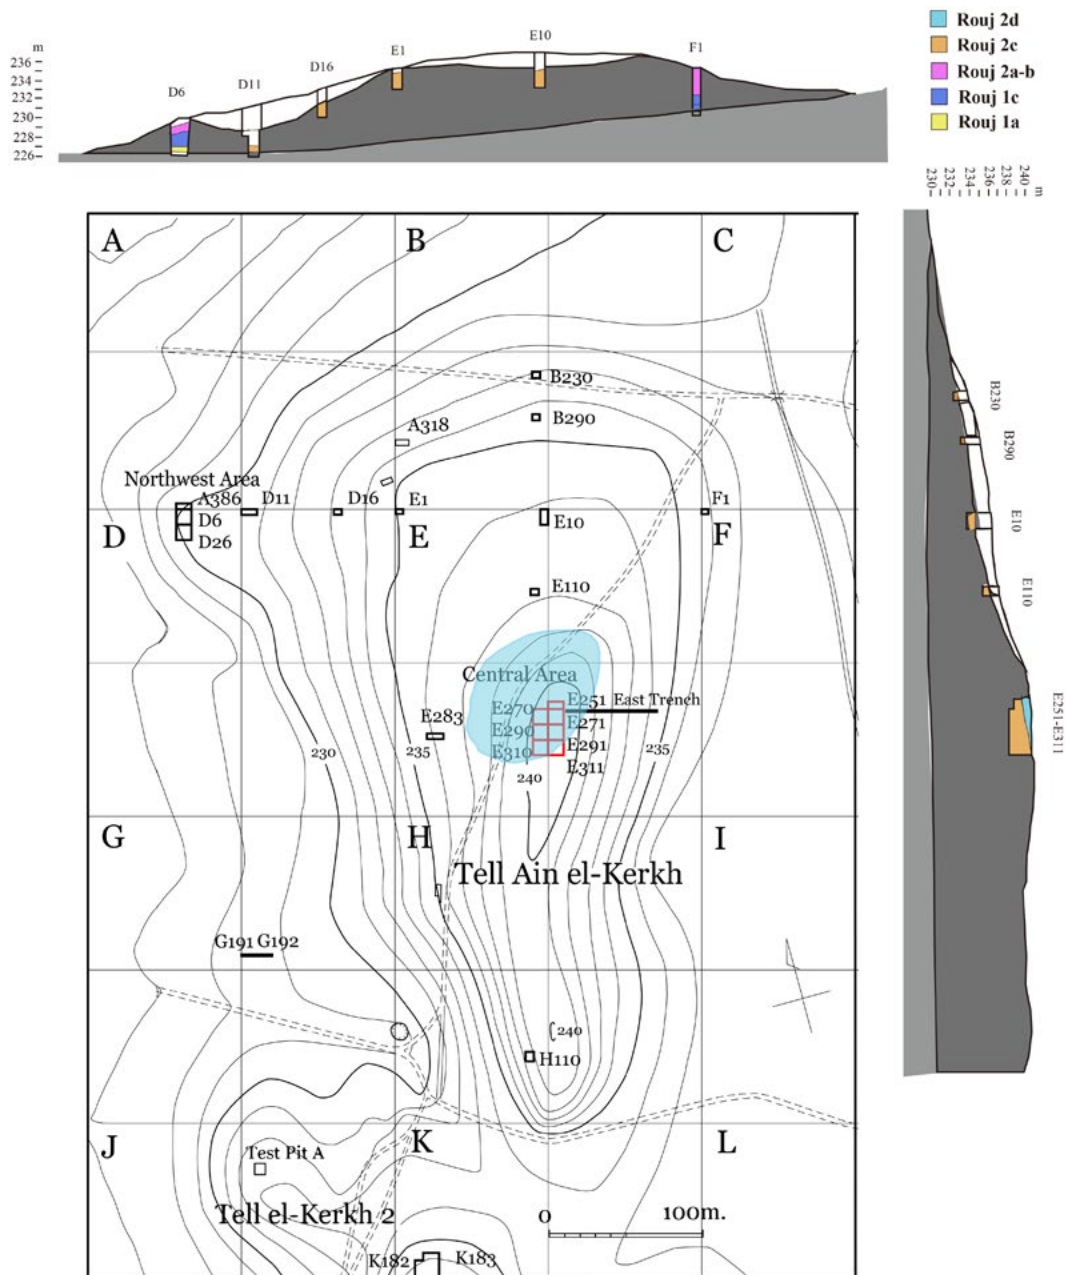 Rouj 2d
Rouj 2c
Rouj 2a-b
Rouj 1c
Rouj 1a
m
236
234
232
230
228
226
D6
D11
D16
E1
E10
F1
230
232
234
236
238
240
m
B230
B290
E10
E110
E251-E311
A
B
C
B230
B290
A318
Northwest Area
A386
D11
D16
E1
F1
D6
E10
D
E
F
D26
E110
Central Area
E270
E251
East Trench
E283
E290
E271
E310
E291
E311
230
235
235
240
G
H
I
Tell Ain el-Kerkh
G191 G192
240
H110
J
K
L
Test Pit A
Tell el-Kerkh 2
0
100m.
K182
K183